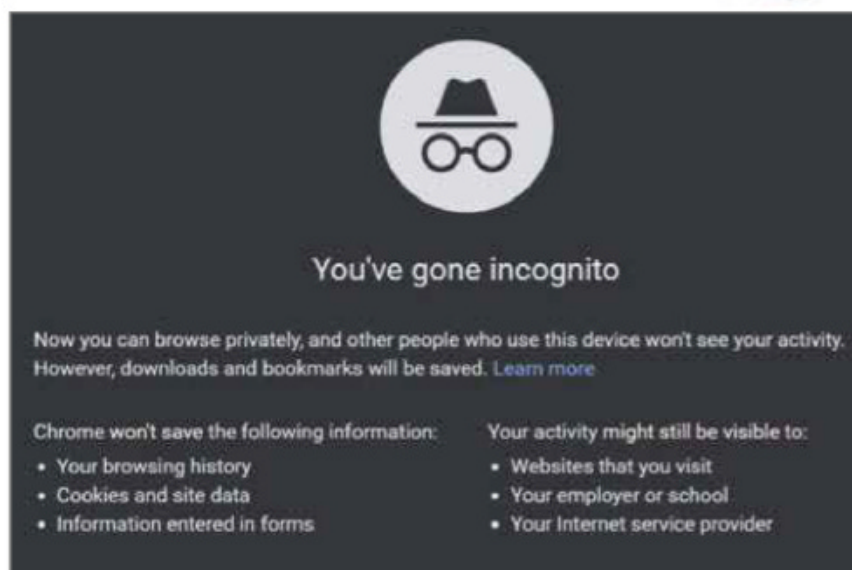 You've gone incognito
Now you can browse privately, and other people who use this device won't see your activity.
However, downloads and bookmarks will be saved. Learn more
Chrome won't save the following information:
• Your browsing history
• Cookies and site data
• Information entered in forms
Your activity might still be visible to:
• Websites that you visit
• Your employer or school
• Your Internet service provider